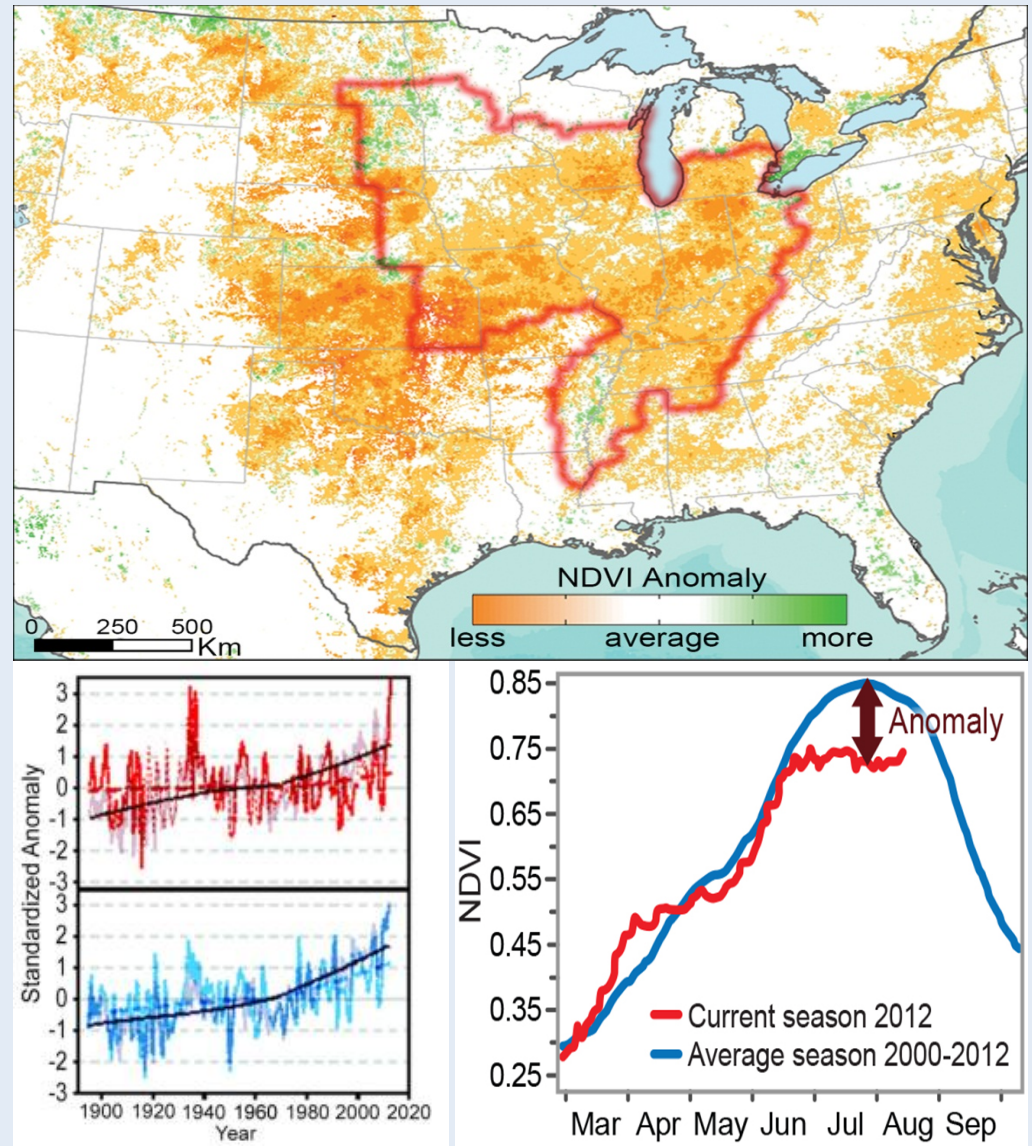 NDVI Anomaly
less average more
0 250 500
Km
3
2
1
0
-1
-2
-3
3
2
1
0
-1
-2
-3
Standardized Anomaly
1900 1920 1940 1960 1980 2000 2020
Year
0.85
0.75
0.65
0.55
0.45
0.35
0.25
NDVI
Anomaly
Current season 2012
Average season 2000-2012
Mar Apr May Jun Jul Aug Sep